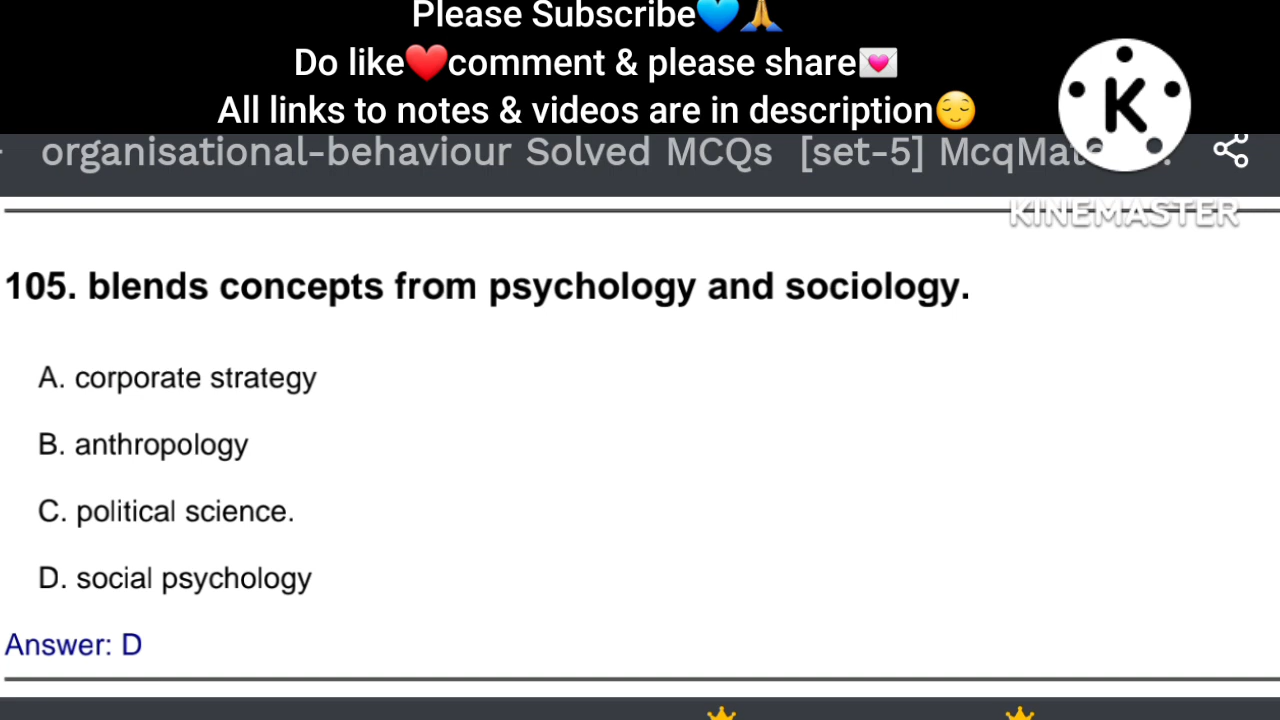 Please Subscribe💙🙏
Do like❤️comment & please share💌
All links to notes & videos are in description😌
organisational-behaviour Solved MCQs [set-5]
K
KINEMASTER
105. blends concepts from psychology and sociology.
A. corporate strategy
B. anthropology
C. political science.
D. social psychology
Answer: D